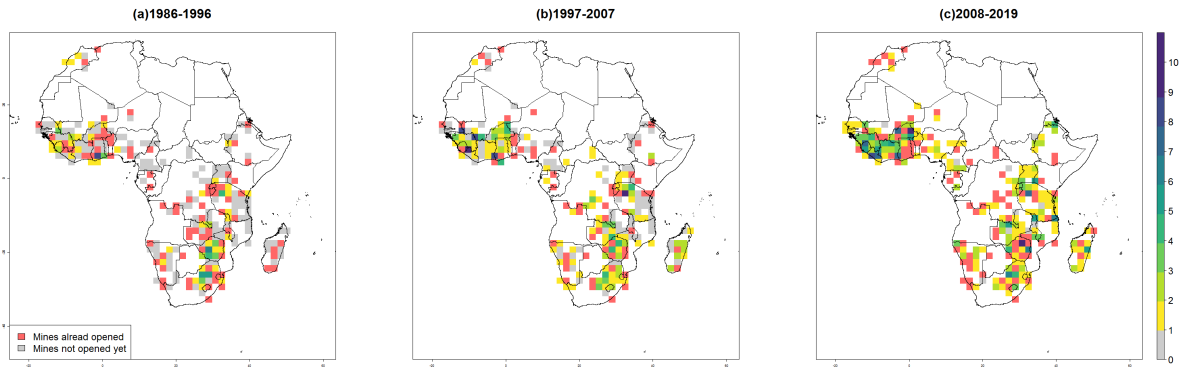 (a)1986-1996
(b)1997-2007
(c)2008-2019
10
9
8
7
6
5
4
3
2
1
0
Mines alread opened
Mines not opened yet